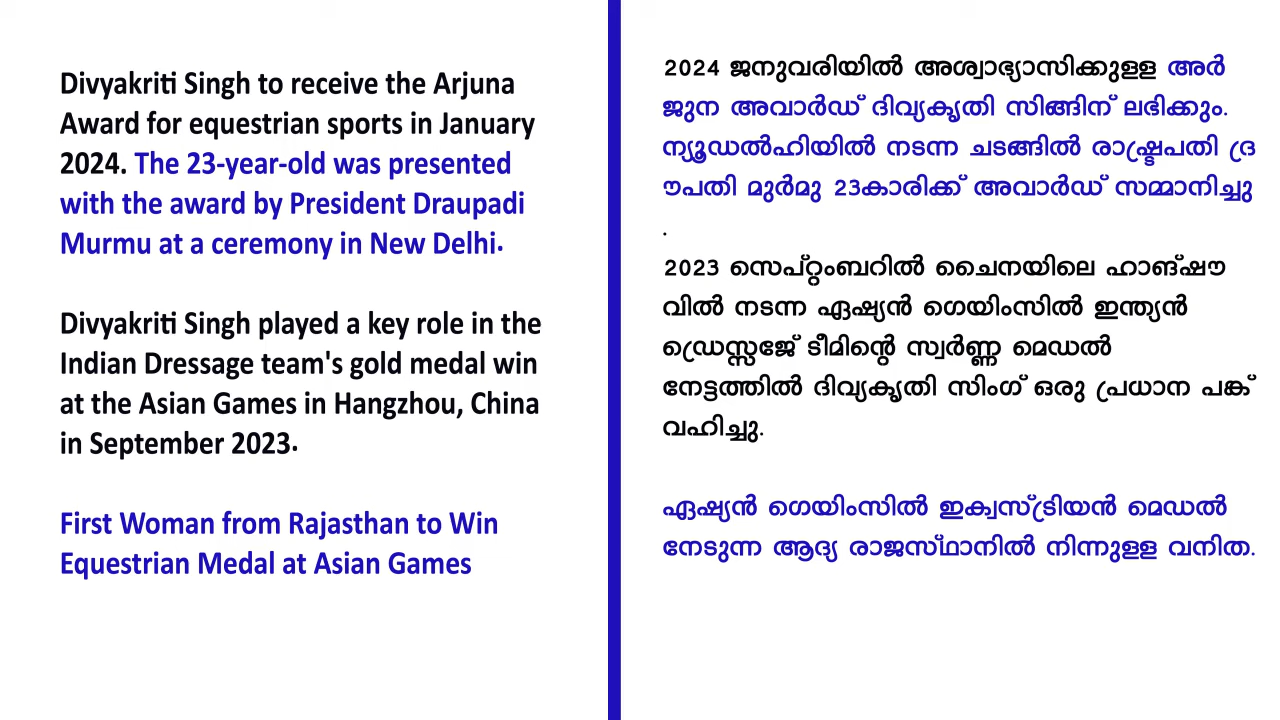 Divyakriti Singh to receive the Arjuna
Award for equestrian sports in January
2024. The 23-year-old was presented
with the award by President Draupadi
Murmu at a ceremony in New Delhi.
Divyakriti Singh played a key role in the
Indian Dressage team's gold medal win
at the Asian Games in Hangzhou, China
in September 2023.
First Woman from Rajasthan to Win
Equestrian Medal at Asian Games
2024 ജനുവരിയിൽ അശ്വാഭ്യാസിക്കുള്ള അർ
ജുന അവാർഡ് ദിവ്യകൃതി സിങ്ങിന് ലഭിക്കും.
ന്യൂഡൽഹിയിൽ നടന്ന ചടങ്ങിൽ രാഷ്ട്രപതി ദ്ര
ൗപതി മുർമു 23കാരിക്ക് അവാർഡ് സമ്മാനിച്ചു
.
2023 സെപ്റ്റംബറിൽ ചൈനയിലെ ഹാങ്ഷൗ
വിൽ നടന്ന ഏഷ്യൻ ഗെയിംസിൽ ഇന്ത്യൻ
ഡ്രെസ്സജേ് ടീമിന്റെ സ്വർണ്ണ മെഡൽ
നേട്ടത്തിൽ ദിവ്യകൃതി സിംഗ് ഒരു പ്രധാന പങ്ക്
വഹിച്ചു.
ഏഷ്യൻ ഗെയിംസിൽ ഇക്വസ്ട്രിയൻ മെഡൽ
നേടുന്ന ആദ്യ രാജസ്ഥാനിൽ നിന്നുള്ള വനിത.